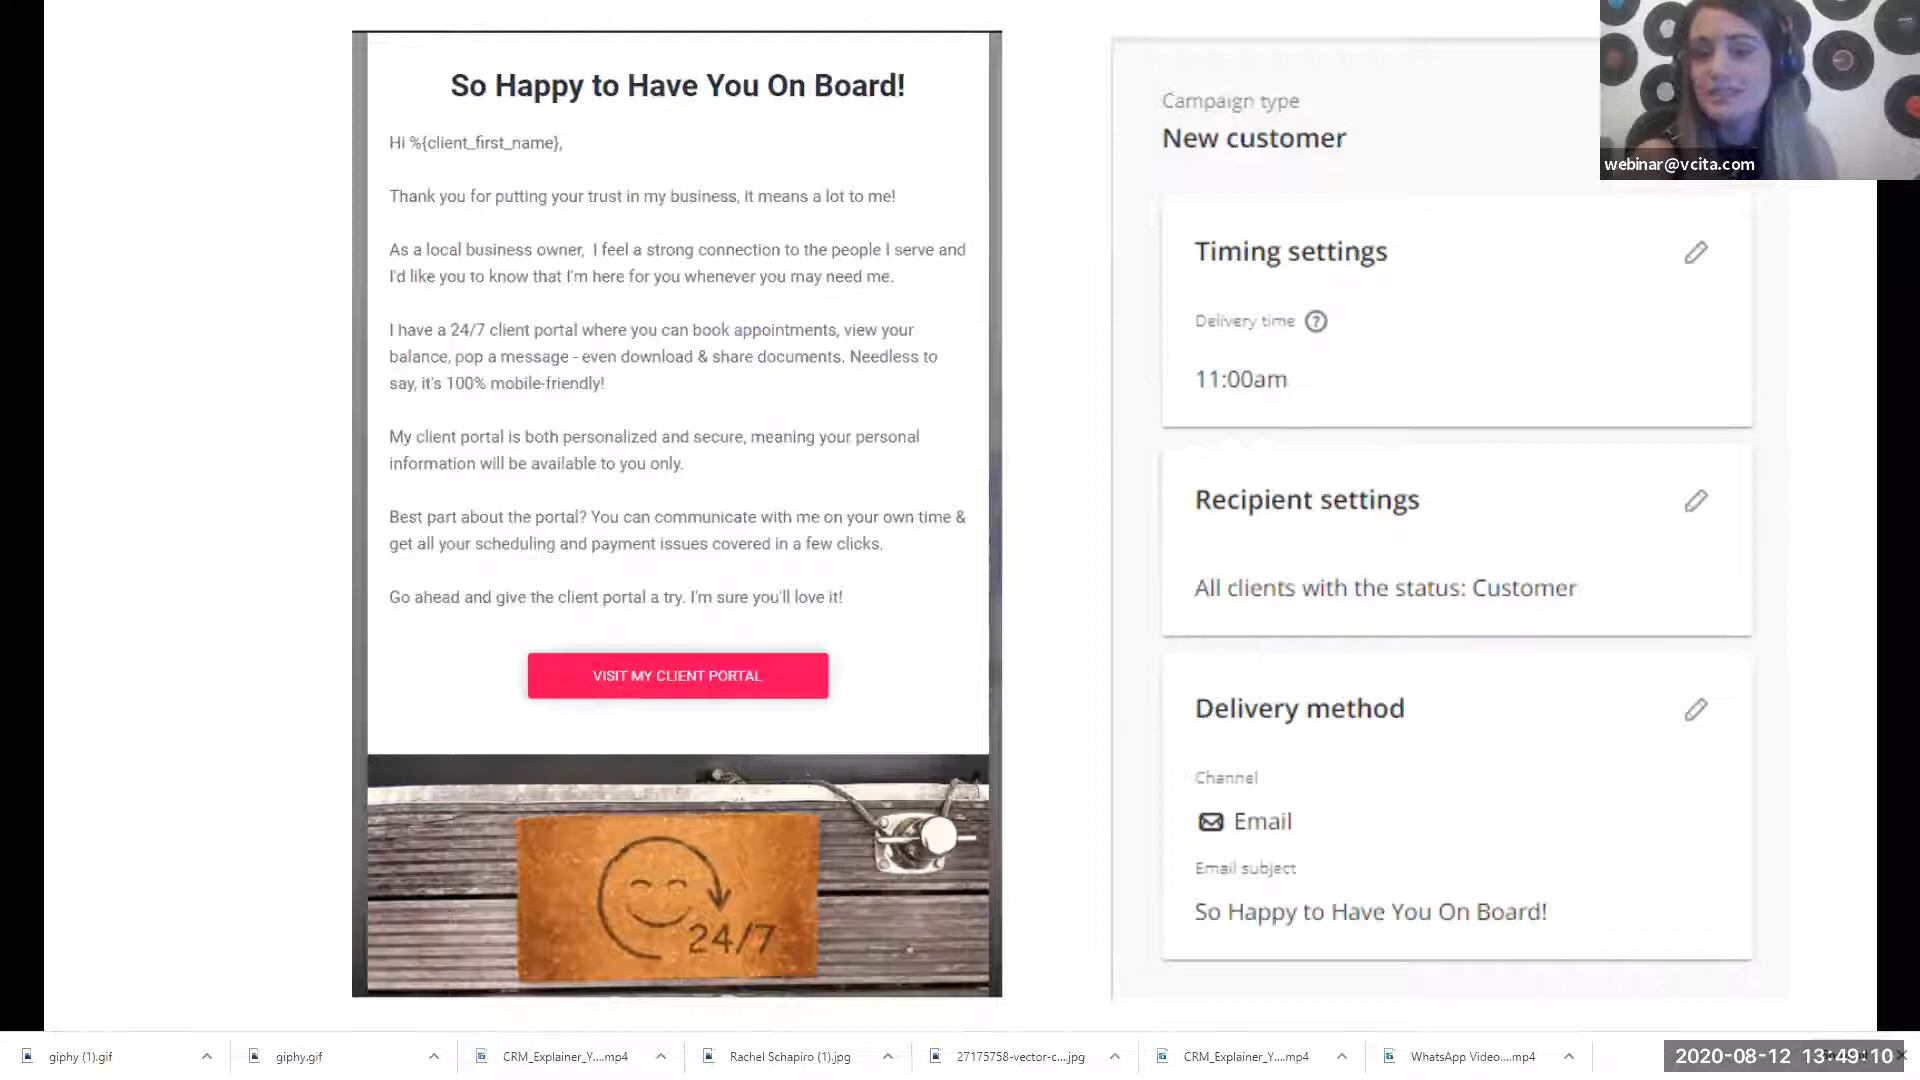 So Happy to Have You On Board!
Hi %{client_first_name},
Thank you for putting your trust in my business, it means a lot to me!
As a local business owner,  I feel a strong connection to the people I serve and
I'd like you to know that I'm here for you whenever you may need me.
I have a 24/7 client portal where you can book appointments, view your
balance, pop a message - even download & share documents. Needless to
say, it's 100% mobile-friendly!
My client portal is both personalized and secure, meaning your personal
information will be available to you only.
Best part about the portal? You can communicate with me on your own time &
get all your scheduling and payment issues covered in a few clicks.
Go ahead and give the client portal a try. I'm sure you'll love it!
VISIT MY CLIENT PORTAL
24/7
Campaign type
New customer
webinar@vcita.com
Timing settings
Delivery time ?
11:00am
Recipient settings
All clients with the status: Customer
Delivery method
Channel
Email
Email subject
So Happy to Have You On Board!
giphy (1).gif
giphy.gif
CRM_Explainer_Y....mp4
Rachel Schapiro (1).jpg
27175758-vector-c....jpg
CRM_Explainer_Y....mp4
WhatsApp Video....mp4
2020-08-12 13:49:10